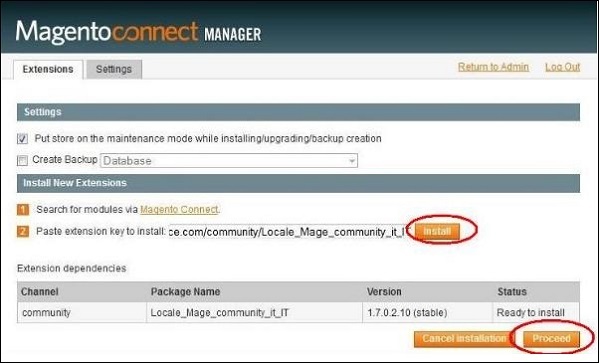 Magentoconnect MANAGER
Extensions Settings Return to Admin Log Out
Settings
Put store on the maintenance mode while installing/upgrading/backup creation
Create Backup Database
Install New Extensions
1 Search for modules via Magento Connect.
2 Paste extension key to install: ce.com/community/Locale_Mage_community_it_I Install
Extension dependencies
Channel Package Name Version Status
community Locale_Mage_community_it_IT 1.7.0.2.10 (stable) Ready to install
Cancel installation Proceed